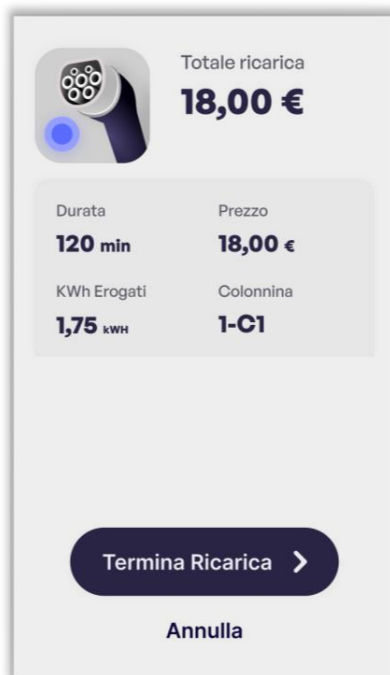 Totale ricarica
18,00 €
Durata
Prezzo
120 min
18,00 €
KWh Erogati
Colonnina
1,75 kWH
1-C1
Termina Ricarica
Annulla